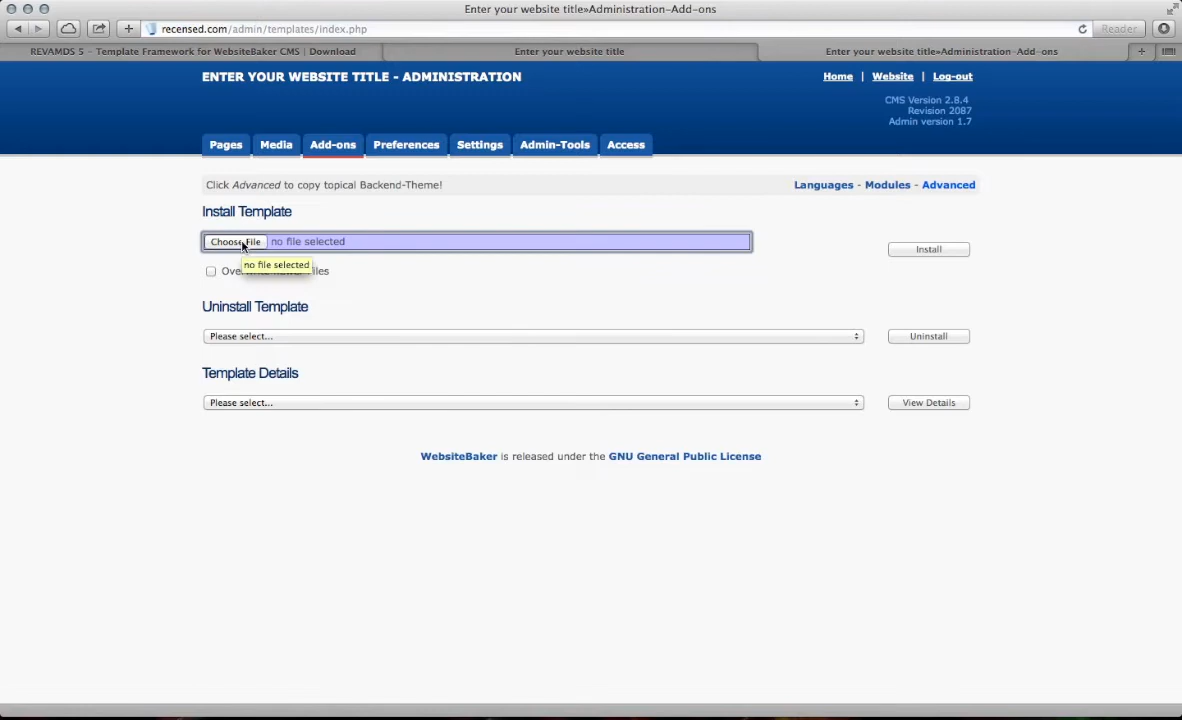 Enter your website title»Administration-Add-ons
recensed.com/admin/templates/index.php
Reader
REVAMDS 5 - Template Framework for WebsiteBaker CMS | Download
Enter your website title
Enter your website title»Administration-Add-ons
ENTER YOUR WEBSITE TITLE - ADMINISTRATION
Home | Website | Log-out
CMS Version 2.8.4
Revision 2087
Admin version 1.7
Pages Media Add-ons Preferences Settings Admin-Tools Access
Click Advanced to copy topical Backend-Theme!
Languages - Modules - Advanced
Install Template
Choose File no file selected
Install
no file selected
Uninstall Template
Please select...
Uninstall
Template Details
Please select...
View Details
WebsiteBaker is released under the GNU General Public License